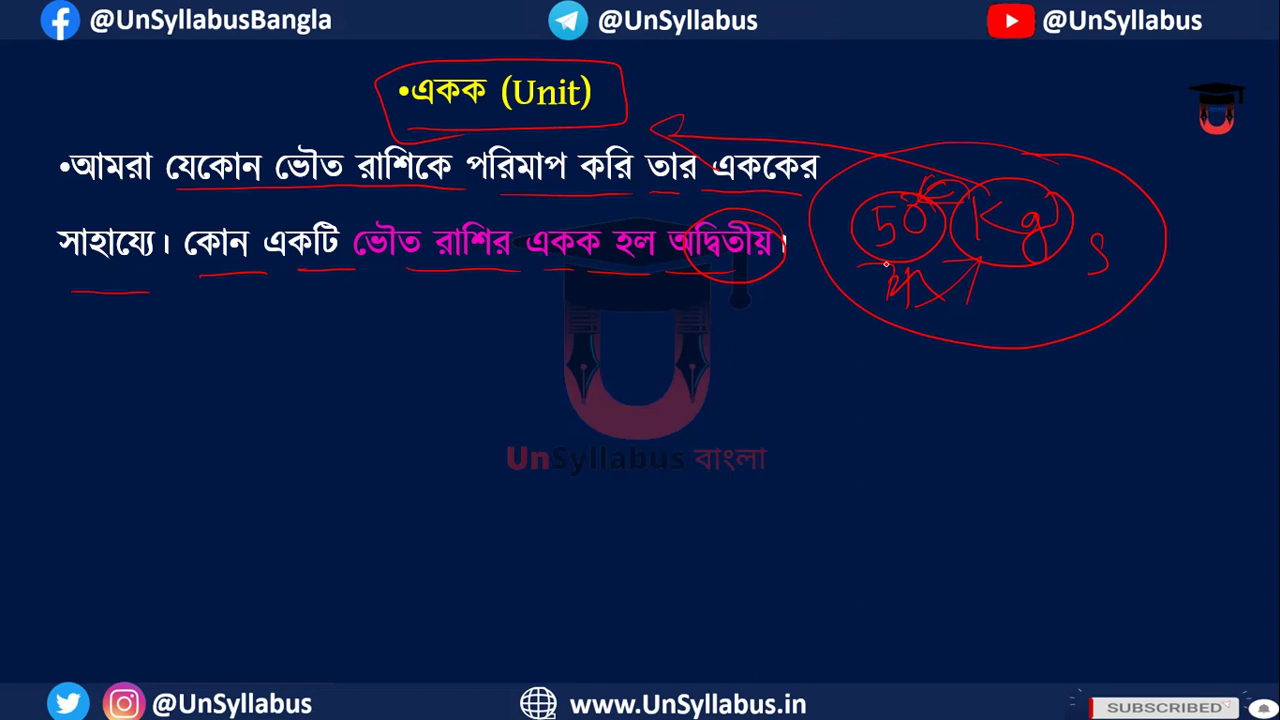 @UnSyllabusBangla @UnSyllabus @UnSyllabus
•একক (Unit)
•আমরা যেকোন ভৌত রাশিকে পরিমাপ করি তার এককের
সাহায্যে। কোন একটি ভৌত রাশির একক হল অদ্বিতীয়।
50 Kg
S
UnSyllabus বাংলা
@UnSyllabus www.UnSyllabus.in SUBSCRIBED